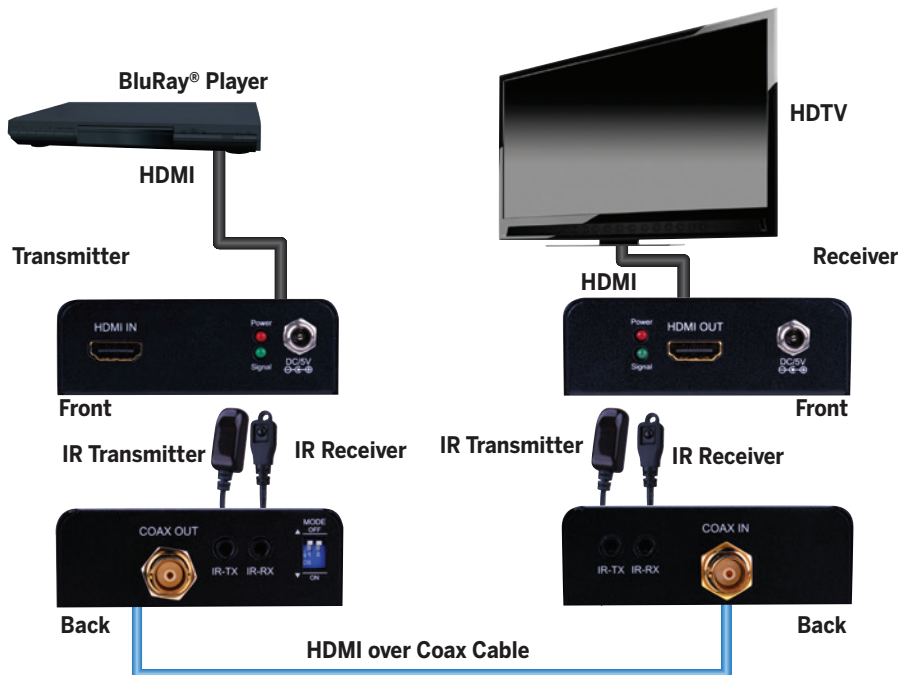 BluRay® Player
HDTV
HDMI
Transmitter
HDMI
Receiver
HDMI IN
Power
Signal
DC/5V
Power
Signal
HDMI OUT
DC/5V
Front
Front
IR Transmitter
IR Receiver
IR Transmitter
IR Receiver
COAX OUT
IR-TX
IR-RX
MODE
OFF
ON
IR-TX
IR-RX
COAX IN
Back
Back
HDMI over Coax Cable